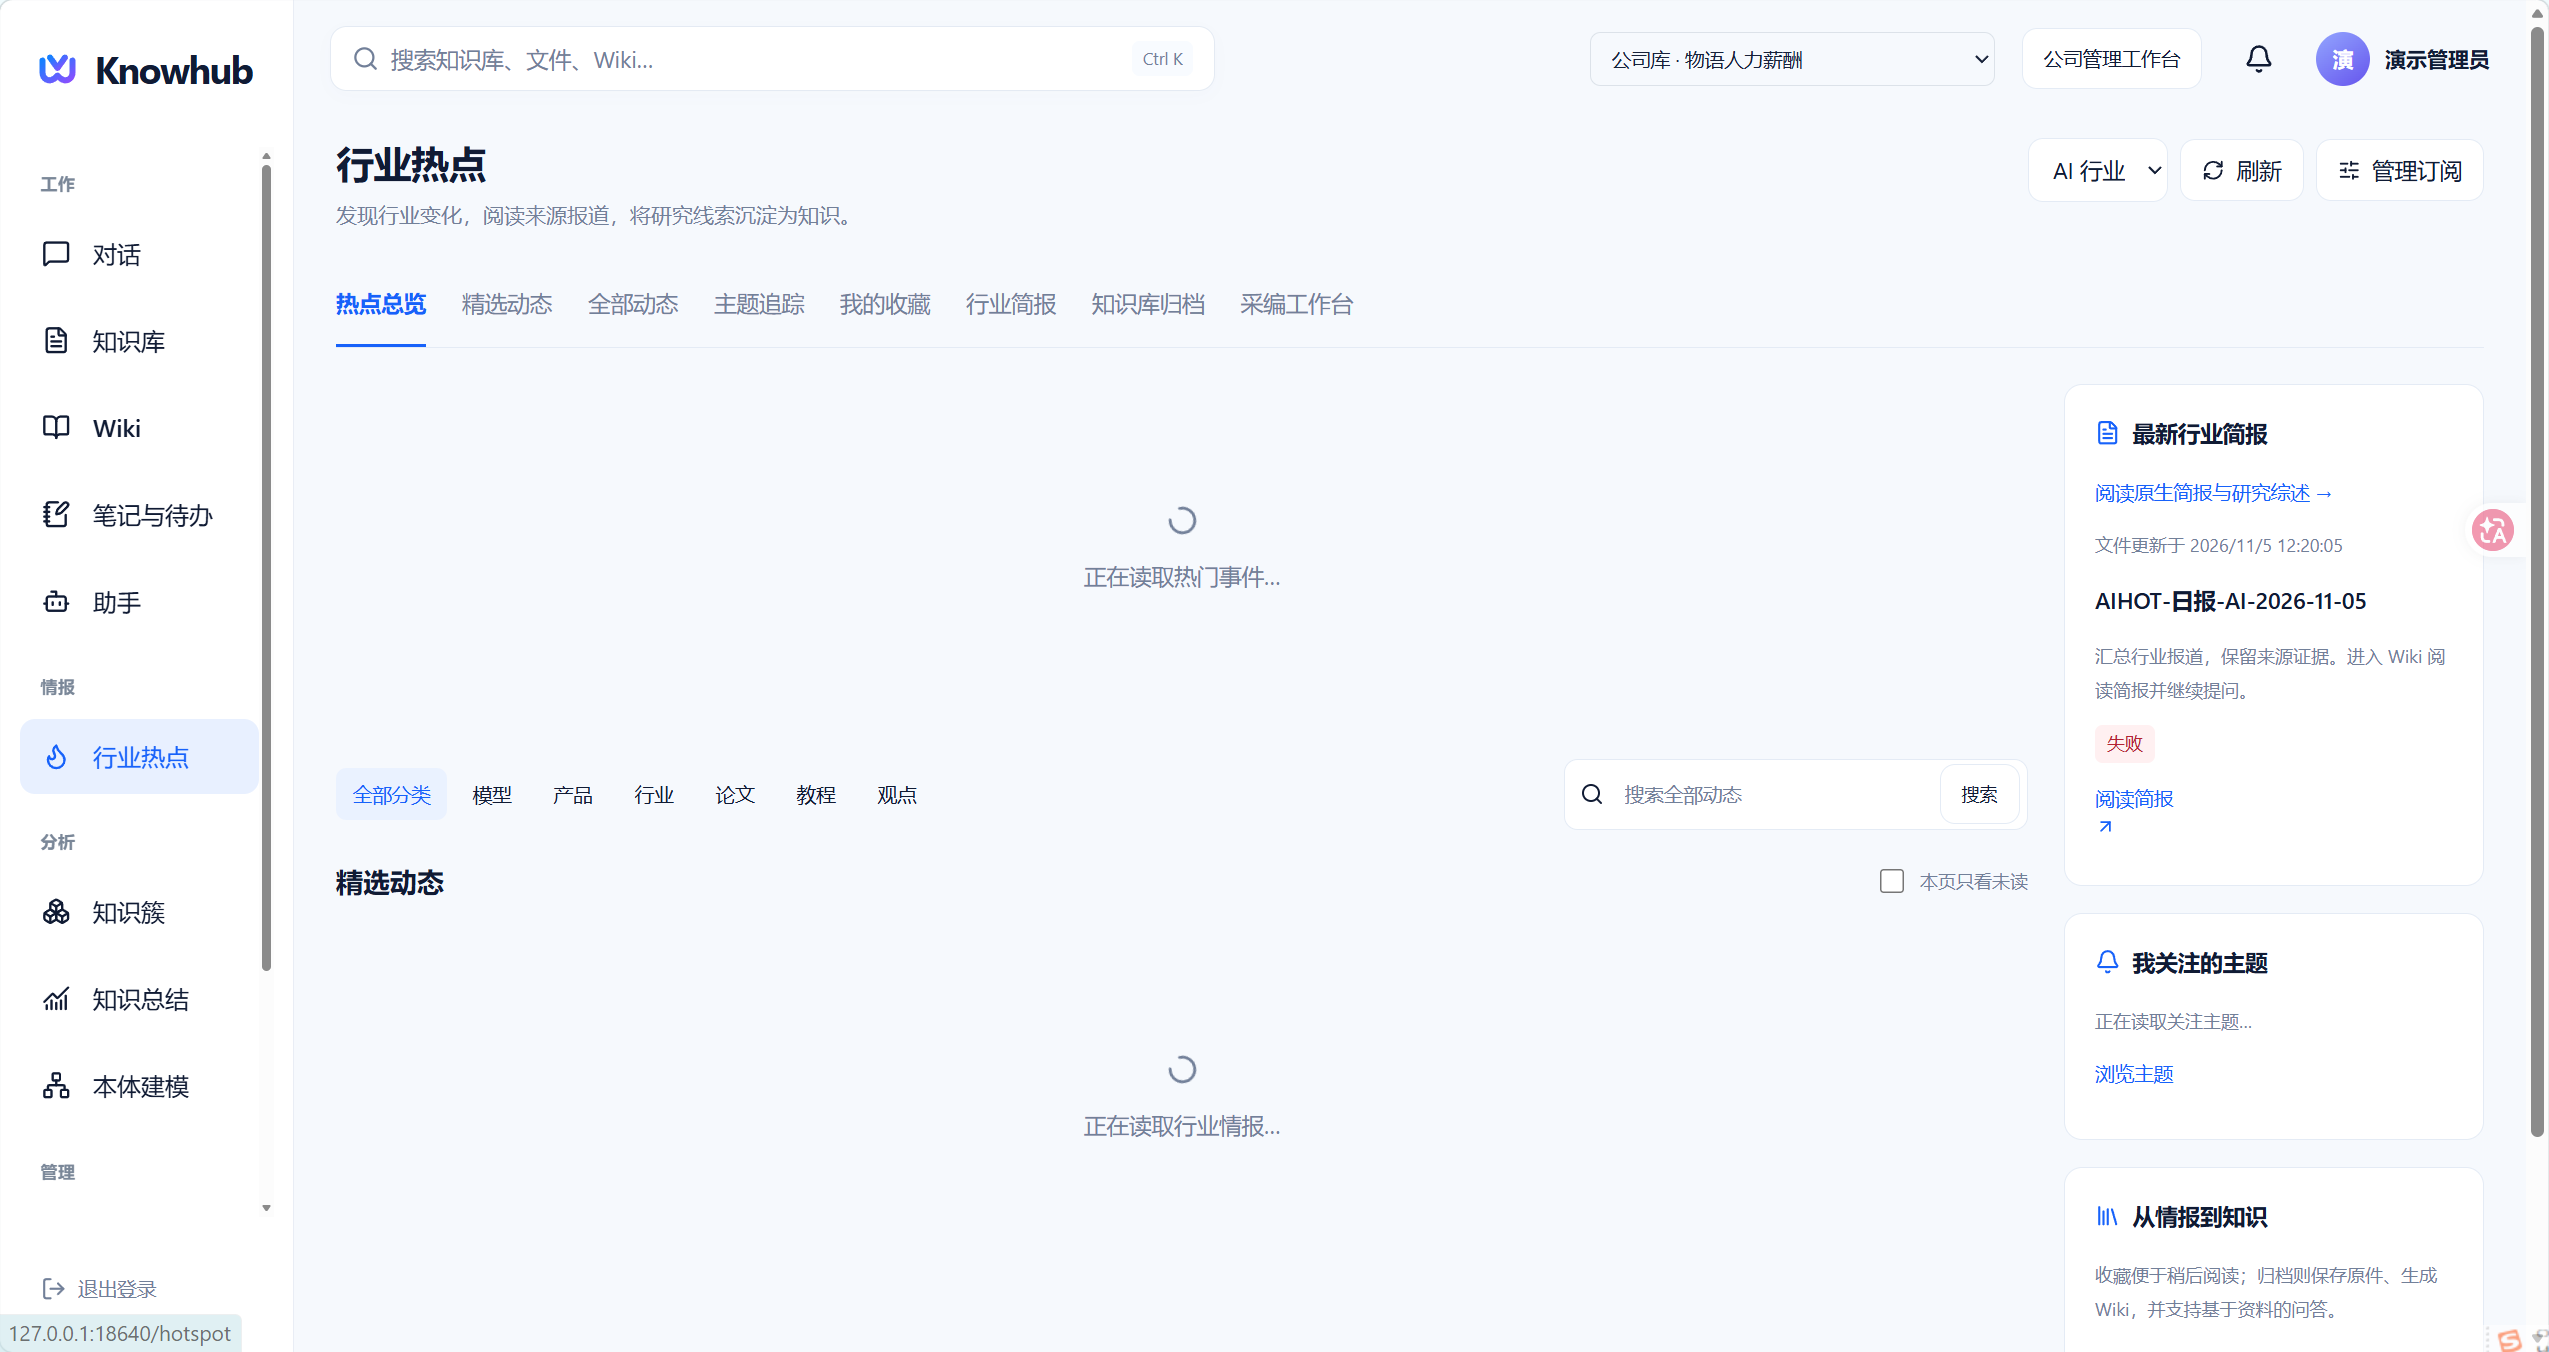 Knowhub
搜索知识库、文件、Wiki...
Ctrl K
公司库 · 物语人力薪酬
公司管理工作台
演
演示管理员
工作
对话
知识库
Wiki
笔记与待办
助手
情报
行业热点
分析
知识簇
知识总结
本体建模
管理
退出登录
127.0.0.1:18640/hotspot
行业热点
发现行业变化，阅读来源报道，将研究线索沉淀为知识。
AI 行业
刷新
管理订阅
热点总览
精选动态
全部动态
主题追踪
我的收藏
行业简报
知识库归档
采编工作台
正在读取热门事件...
全部分类
模型
产品
行业
论文
教程
观点
搜索全部动态
搜索
精选动态
本页只看未读
正在读取行业情报...
最新行业简报
阅读原生简报与研究综述 →
文件更新于 2026/11/5 12:20:05
AIHOT-日报-AI-2026-11-05
汇总行业报道，保留来源证据。进入 Wiki 阅
读简报并继续提问。
失败
阅读简报
我关注的主题
正在读取关注主题...
浏览主题
从情报到知识
收藏便于稍后阅读；归档则保存原件、生成
Wiki，并支持基于资料的问答。